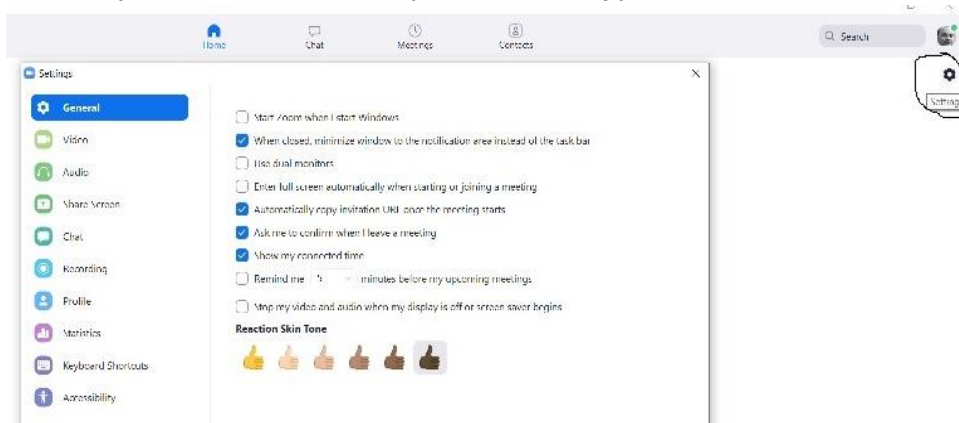 Home
Chat
Meetings
Contacts
Search
Settings
Setting
General
Start Zoom when I start Windows
Video
When closed, minimize window to the notification area instead of the task bar
Use dual monitors
Audio
Enter full screen automatically when starting or joining a meeting
Share Screen
Automatically copy invitation URL once the meeting starts
Chat
Ask me to confirm when I leave a meeting
Show my connected time
Recording
Remind me 5 minutes before my upcoming meetings
Profile
Stop my video and audio when my display is off or screen saver begins
Statistics
Reaction Skin Tone
Keyboard Shortcuts
Accessibility